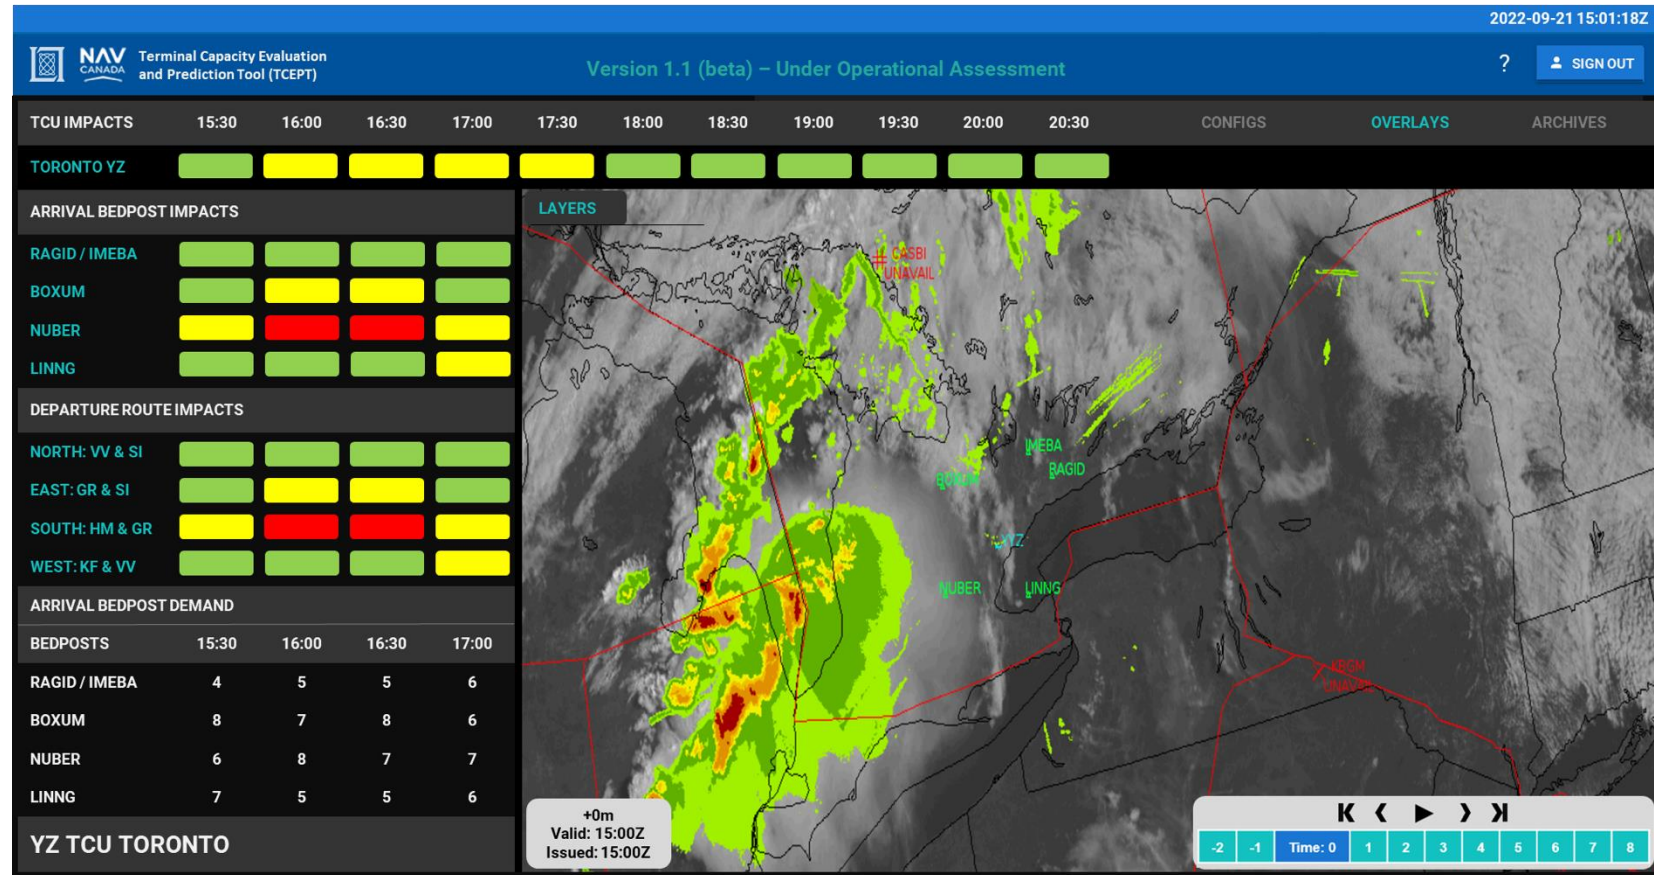 2022-09-21 15:01:18Z
NAV CANADA
Terminal Capacity Evaluation
and Prediction Tool (TCEPT)
Version 1.1 (beta) – Under Operational Assessment
?
SIGN OUT
TCU IMPACTS 15:30 16:00 16:30 17:00 17:30 18:00 18:30 19:00 19:30 20:00 20:30 CONFIGS OVERLAYS ARCHIVES
TORONTO YZ
ARRIVAL BEDPOST IMPACTS
RAGID / IMEBA
BOXUM
NUBER
LINNG
DEPARTURE ROUTE IMPACTS
NORTH: VV & SI
EAST: GR & SI
SOUTH: HM & GR
WEST: KF & VV
ARRIVAL BEDPOST DEMAND
BEDPOSTS 15:30 16:00 16:30 17:00
RAGID / IMEBA 4 5 5 6
BOXUM 8 7 8 6
NUBER 6 8 7 7
LINNG 7 5 5 6
YZ TCU TORONTO
LAYERS
CASBI
UNAVAIL
IMEBA
RAGID
BOXUM
YYZ
NUBER
LINNG
KBGM
UNAVAIL
+0m
Valid: 15:00Z
Issued: 15:00Z
-2 -1 Time: 0 1 2 3 4 5 6 7 8